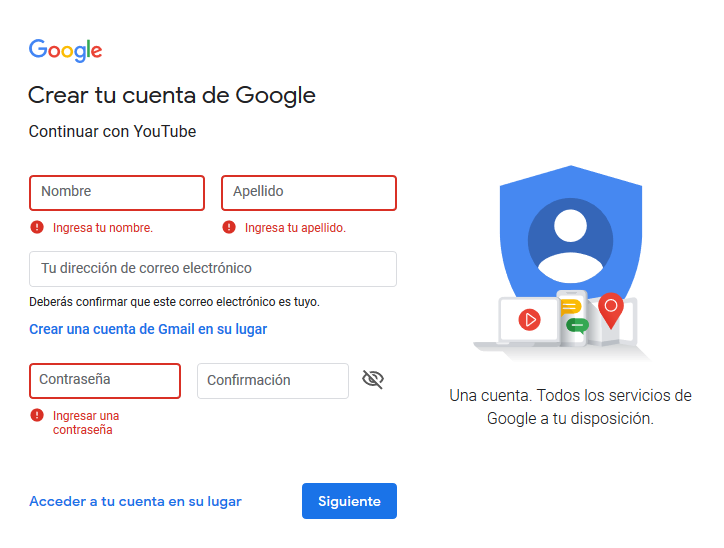 Google
Crear tu cuenta de Google
Continuar con YouTube
Nombre
Apellido
Ingresa tu nombre.
Ingresa tu apellido.
Tu dirección de correo electrónico
Deberás confirmar que este correo electrónico es tuyo.
Crear una cuenta de Gmail en su lugar
Contraseña
Confirmación
Ingresar una
contraseña
Una cuenta. Todos los servicios de
Google a tu disposición.
Acceder a tu cuenta en su lugar
Siguiente